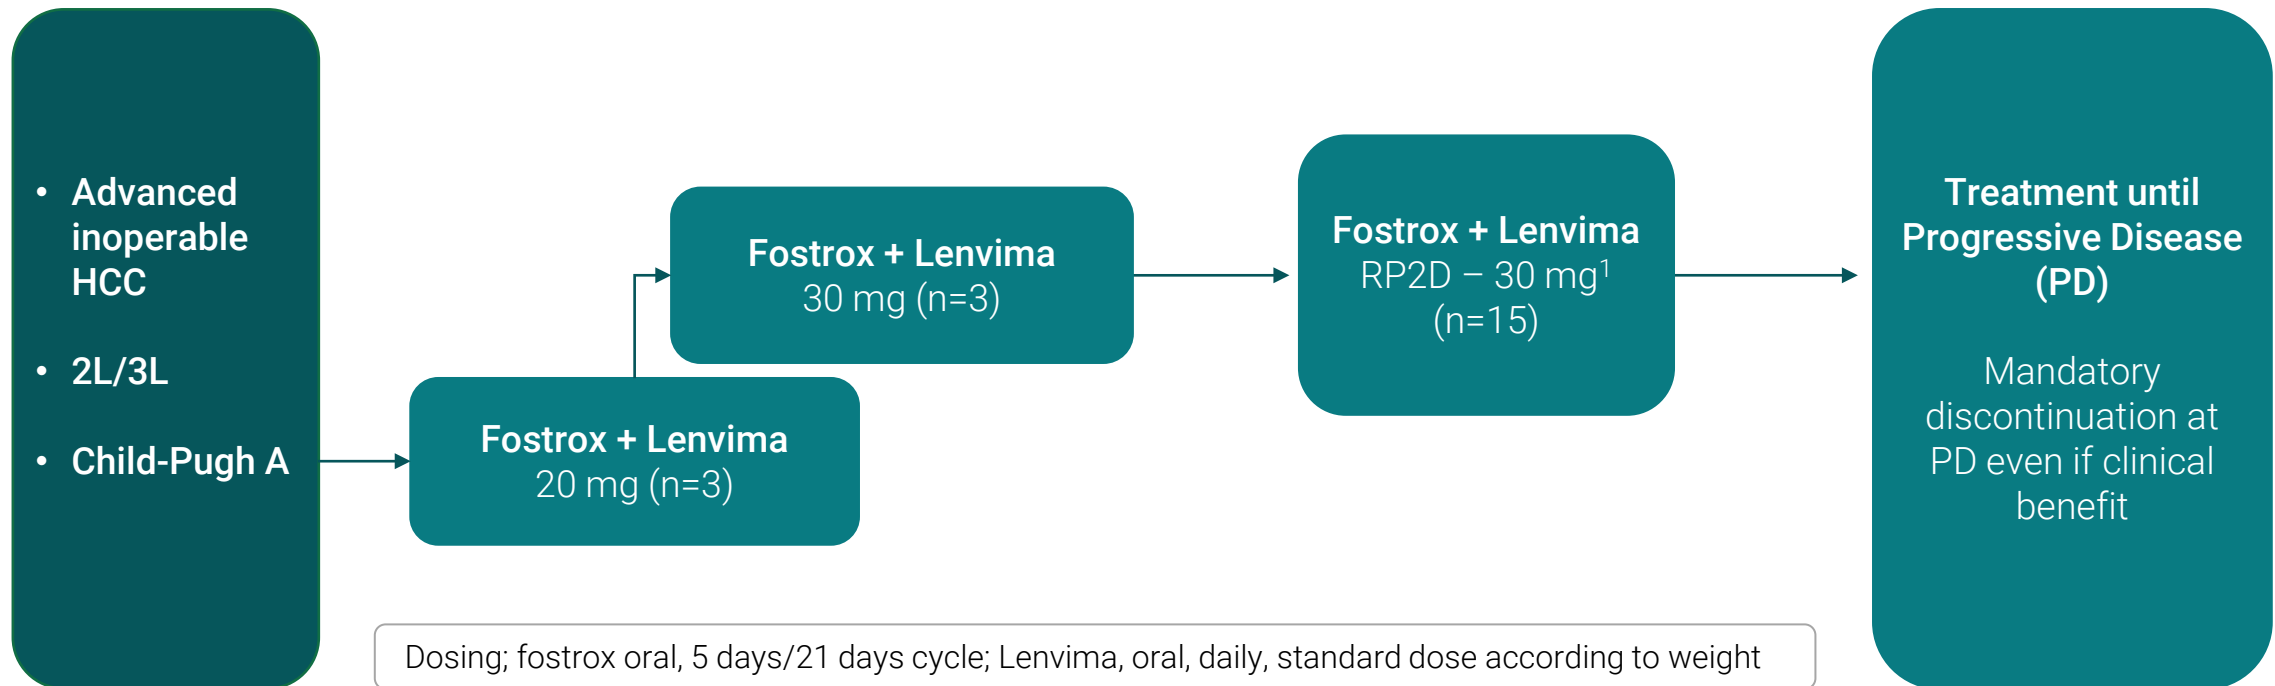 • Advanced
inoperable
HCC
• 2L/3L
• Child-Pugh A
Fostrox + Lenvima
20 mg (n=3)
Fostrox + Lenvima
30 mg (n=3)
Fostrox + Lenvima
RP2D – 30 mg¹
(n=15)
Treatment until
Progressive Disease
(PD)
Mandatory
discontinuation at
PD even if clinical
benefit
Dosing; fostrox oral, 5 days/21 days cycle; Lenvima, oral, daily, standard dose according to weight